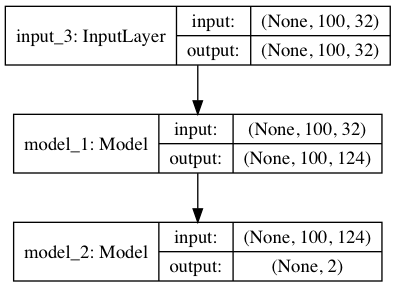 input_3: InputLayer
input: (None, 100, 32)
output: (None, 100, 32)
model_1: Model
input: (None, 100, 32)
output: (None, 100, 124)
model_2: Model
input: (None, 100, 124)
output: (None, 2)